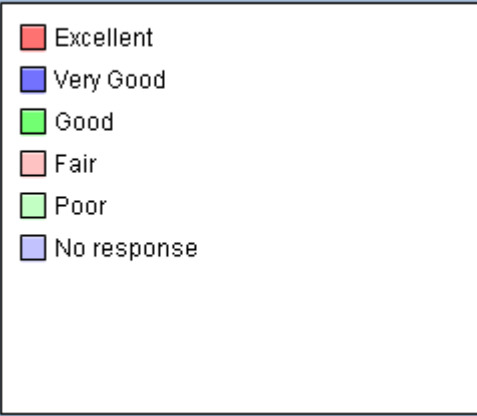 Excellent
Very Good
Good
Fair
Poor
No response